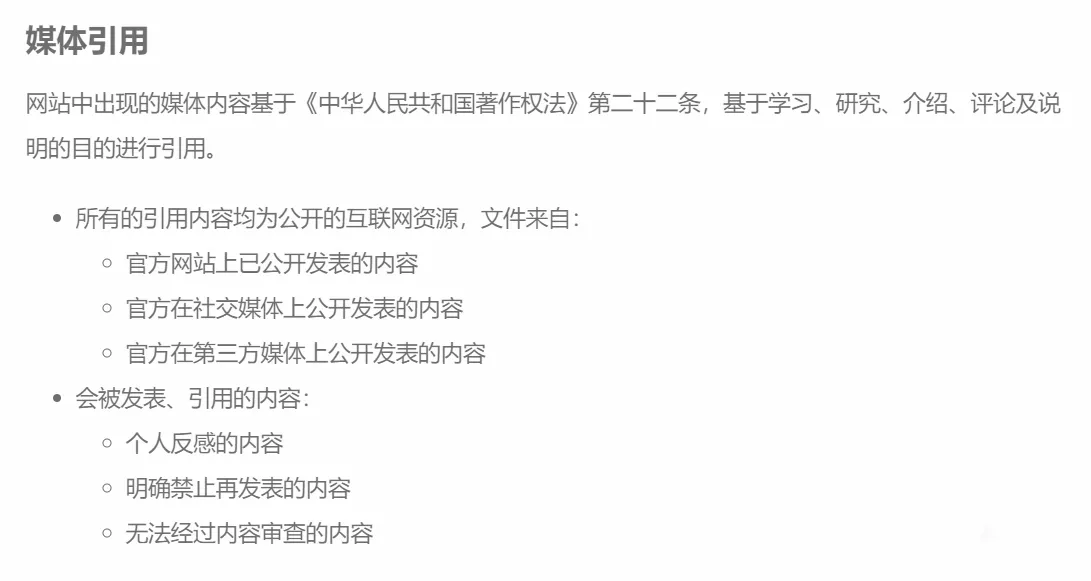 媒体引用
网站中出现的媒体内容基于《中华人民共和国著作权法》第二十二条，基于学习、研究、介绍、评论及说
明的目的进行引用。
所有的引用内容均为公开的互联网资源，文件来自：
官方网站上已公开发表的内容
官方在社交媒体上公开发表的内容
官方在第三方媒体上公开发表的内容
会被发表、引用的内容：
个人反感的内容
明确禁止再发表的内容
无法经过内容审查的内容